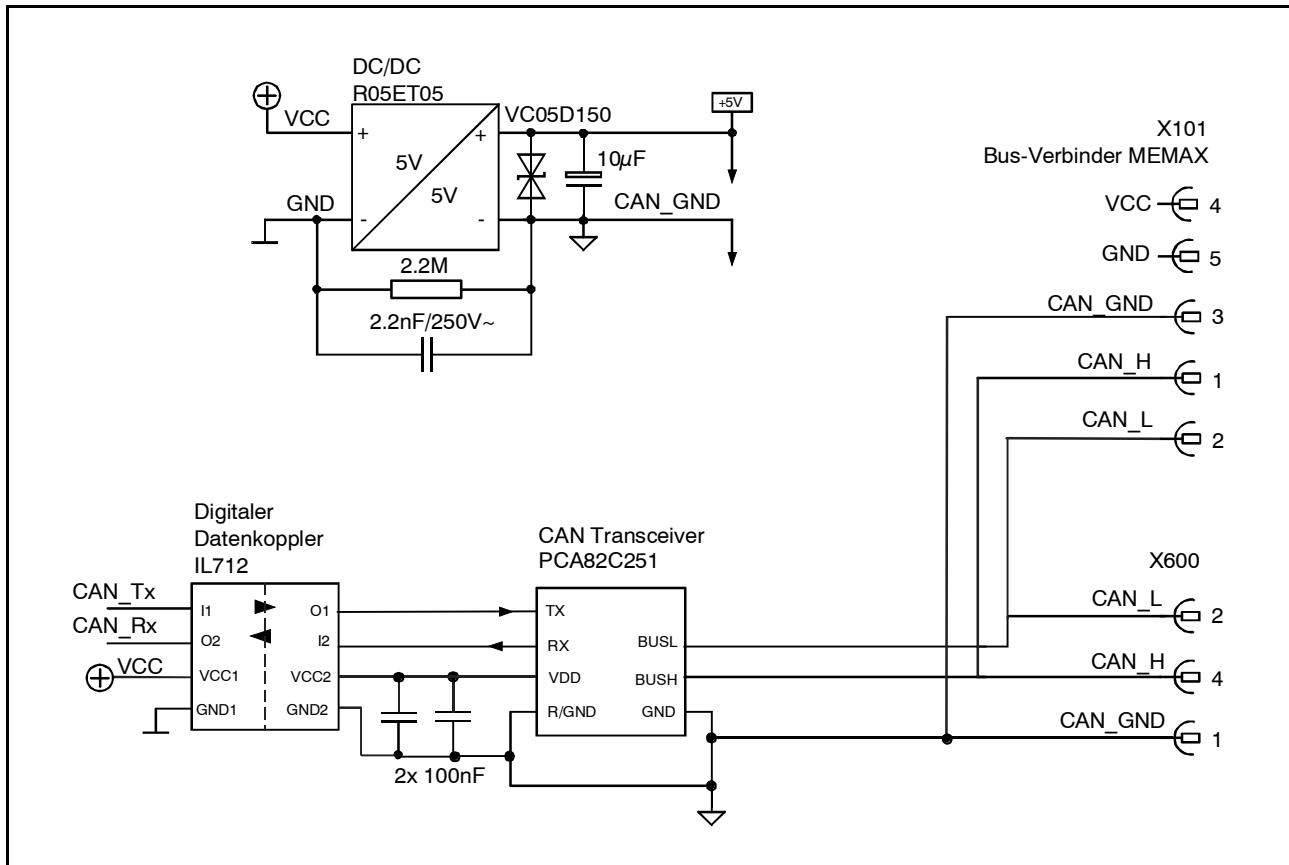 DC/DC
R05ET05
VCC
VC05D150
+5V
+
+
5V
5V
10µF
GND
-
-
CAN_GND
2.2M
2.2nF/250V~
X101
Bus-Verbinder MEMAX
VCC 4
GND 5
CAN_GND 3
CAN_H 1
CAN_L 2
Digitaler
Datenkoppler
IL712
CAN Transceiver
PCA82C251
X600
CAN_Tx I1 O1 TX
CAN_Rx O2 I2 RX BUSL
VCC VCC1 VCC2 VDD BUSH
GND1 GND2 R/GND GND
2x 100nF
CAN_L 2
CAN_H 4
CAN_GND 1